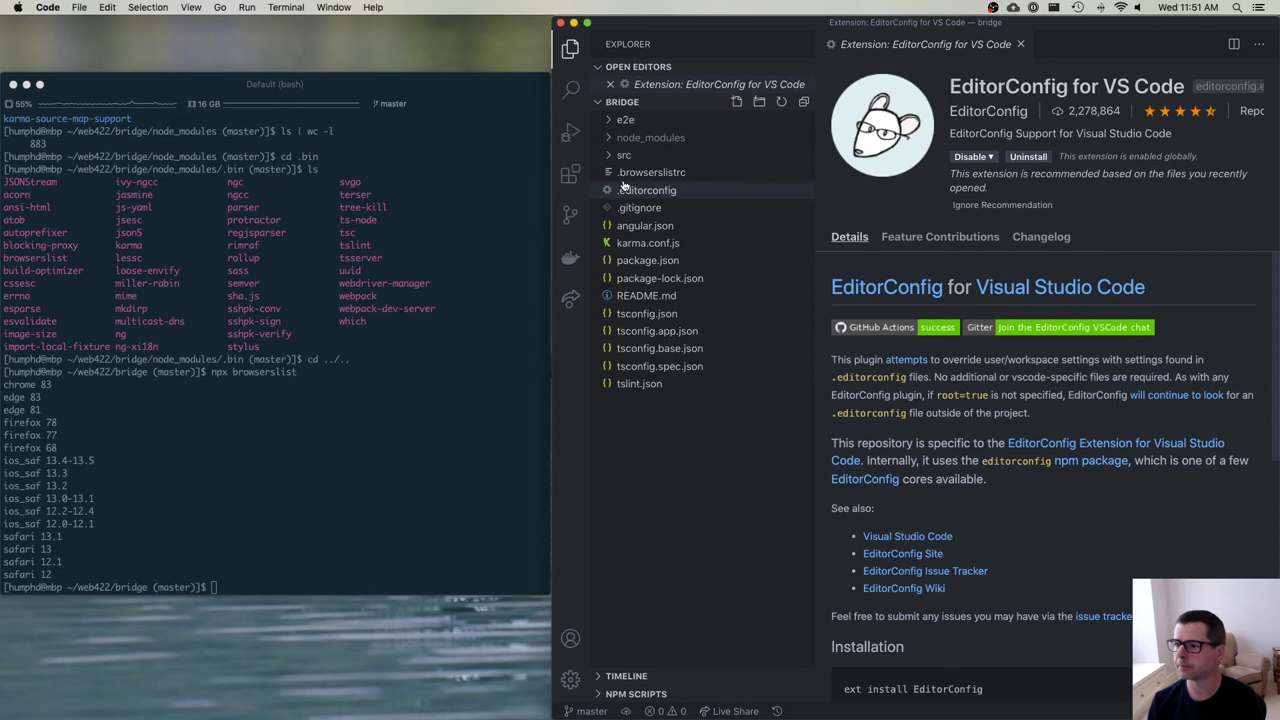 Code File Edit Selection View Go Run Terminal Window Help
Wed 11:51 AM
Default (bash)
55% 16 GB master
karma-source-map-support
[humphd@mbp ~/web422/bridge/node_modules (master)]$ ls | wc -l
883
[humphd@mbp ~/web422/bridge/node_modules (master)]$ cd .bin
[humphd@mbp ~/web422/bridge/node_modules/.bin (master)]$ ls
JSONStream ivy-ngcc ngc svgo
acorn jasmine ngcc terser
ansi-html js-yaml parser tree-kill
atob jsesc protractor ts-node
autoprefixer json5 regjsparser tsc
blocking-proxy karma rimraf tslint
browserslist lessc rollup tsserver
build-optimizer loose-envify sass uuid
cssesc miller-rabin semver webdriver-manager
errno mime sha.js webpack
esparse mkdirp sshpk-conv webpack-dev-server
esvalidate multicast-dns sshpk-sign which
image-size ng sshpk-verify
import-local-fixture ng-xi18n stylus
[humphd@mbp ~/web422/bridge/node_modules/.bin (master)]$ cd ../..
[humphd@mbp ~/web422/bridge (master)]$ npx browserslist
chrome 83
edge 83
edge 81
firefox 78
firefox 77
firefox 68
ios_saf 13.4-13.5
ios_saf 13.3
ios_saf 13.2
ios_saf 13.0-13.1
ios_saf 12.2-12.4
ios_saf 12.0-12.1
safari 13.1
safari 13
safari 12.1
safari 12
[humphd@mbp ~/web422/bridge (master)]$
Extension: EditorConfig for VS Code — bridge
EXPLORER
OPEN EDITORS
Extension: EditorConfig for VS Code
BRIDGE
e2e
node_modules
src
.browserslistrc
.editorconfig
.gitignore
angular.json
karma.conf.js
package.json
package-lock.json
README.md
tsconfig.json
tsconfig.app.json
tsconfig.base.json
tsconfig.spec.json
tslint.json
TIMELINE
NPM SCRIPTS
master 0 0 Live Share
Extension: EditorConfig for VS Code
EditorConfig for VS Code editorconfig.e
EditorConfig 2,278,864 Repo
EditorConfig Support for Visual Studio Code
Disable Uninstall This extension is enabled globally.
This extension is recommended based on the files you recently
opened.
Ignore Recommendation
Details Feature Contributions Changelog
EditorConfig for Visual Studio Code
GitHub Actions success Gitter Join the EditorConfig VSCode chat
This plugin attempts to override user/workspace settings with settings found in
.editorconfig files. No additional or vscode-specific files are required. As with any
EditorConfig plugin, if root=true is not specified, EditorConfig will continue to look for an
.editorconfig file outside of the project.
This repository is specific to the EditorConfig Extension for Visual Studio
Code. Internally, it uses the editorconfig npm package, which is one of a few
EditorConfig cores available.
See also:
Visual Studio Code
EditorConfig Site
EditorConfig Issue Tracker
EditorConfig Wiki
Feel free to submit any issues you may have via the issue tracke
Installation
ext install EditorConfig